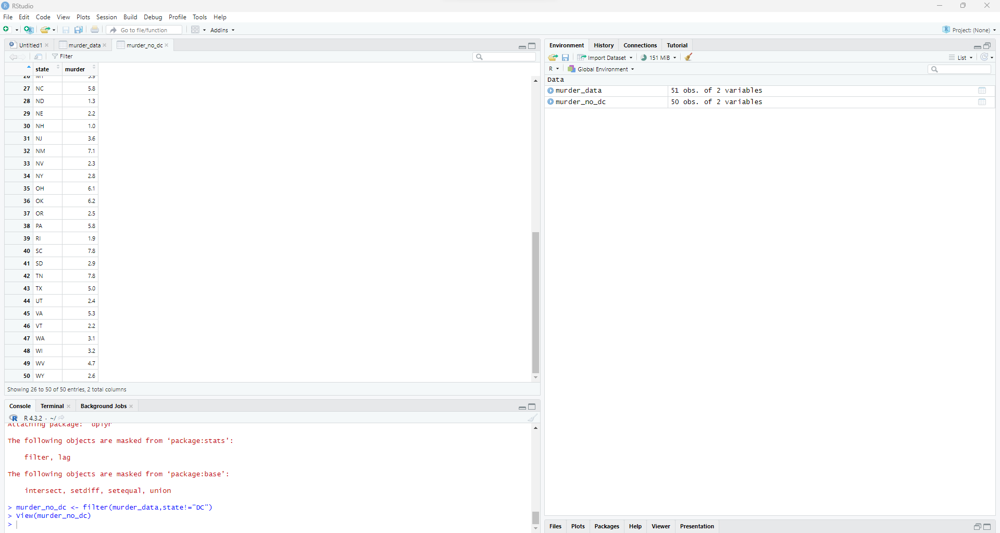 RStudio
File Edit Code View Plots Session Build Debug Profile Tools Help
Go to file/function Addins Project: (None)
Untitled1 murder_data murder_no_dc
Filter
state murder
26 MT 3.9
27 NC 5.8
28 ND 1.3
29 NE 2.2
30 NH 1.0
31 NJ 3.6
32 NM 7.1
33 NV 2.3
34 NY 2.8
35 OH 6.1
36 OK 6.2
37 OR 2.5
38 PA 5.8
39 RI 1.9
40 SC 7.8
41 SD 2.9
42 TN 7.8
43 TX 5.0
44 UT 2.4
45 VA 5.3
46 VT 2.2
47 WA 3.1
48 WI 3.2
49 WV 4.7
50 WY 2.6
Showing 26 to 50 of 50 entries, 2 total columns
Console Terminal Background Jobs
R 4.3.2 · ~/
Attaching package: ‘dplyr’
The following objects are masked from ‘package:stats’:
filter, lag
The following objects are masked from ‘package:base’:
intersect, setdiff, setequal, union
> murder_no_dc <- filter(murder_data,state!="DC")
> View(murder_no_dc)
>
Environment History Connections Tutorial
Import Dataset 151 MiB List
R Global Environment
Data
murder_data 51 obs. of 2 variables
murder_no_dc 50 obs. of 2 variables
Files Plots Packages Help Viewer Presentation